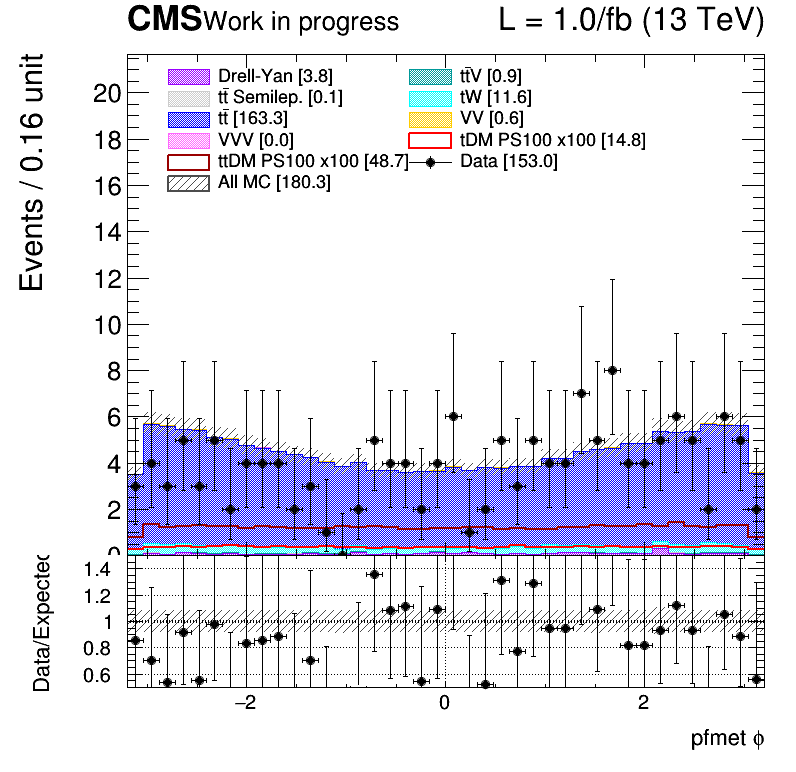 CMS Work in progress L = 1.0/fb (13 TeV)
Events / 0.16 unit
Drell-Yan [3.8] tt̄V [0.9]
tt̄ Semilep. [0.1] tW [11.6]
tt̄ [163.3] VV [0.6]
VVV [0.0] tDM PS100 x100 [14.8]
ttDM PS100 x100 [48.7] Data [153.0]
All MC [180.3]
20
18
16
14
12
10
8
6
4
2
0
Data/Expected
1.4
1.2
1
0.8
0.6
−2 0 2
pfmet ϕ